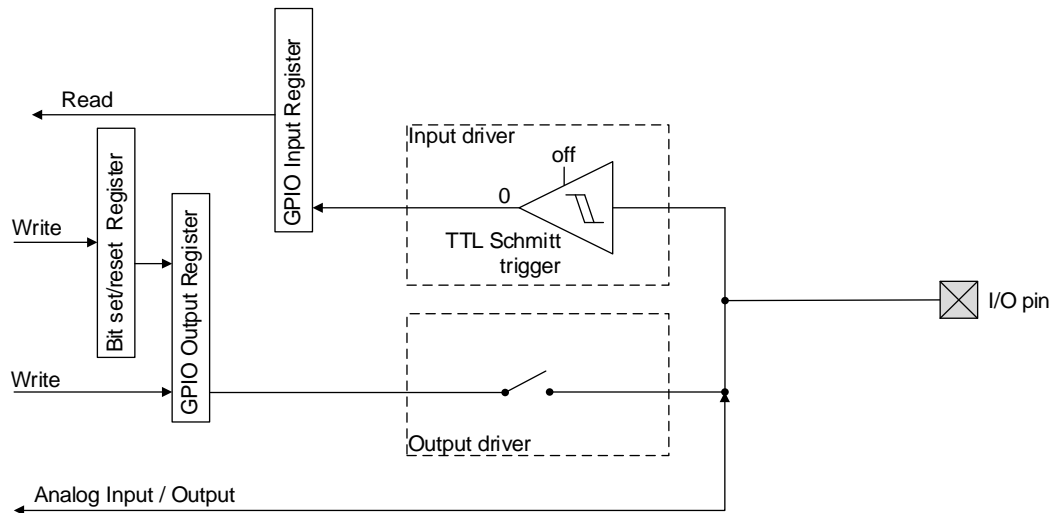 Read
GPIO Input Register
Input driver
off
0
TTL Schmitt
trigger
Write
Bit set/reset Register
GPIO Output Register
I/O pin
Write
Output driver
Analog Input / Output